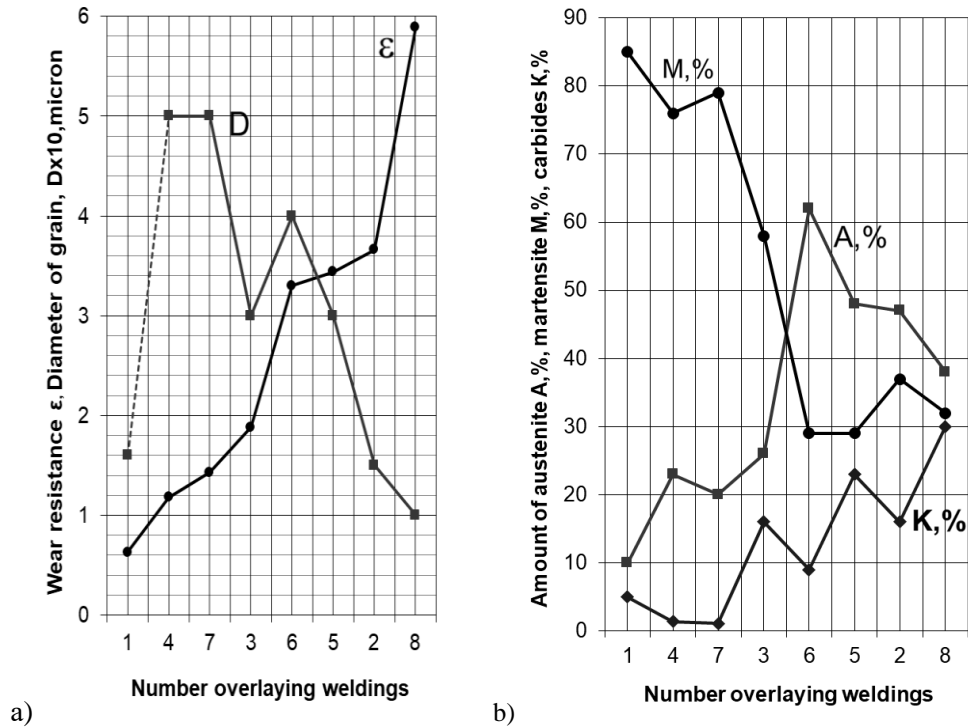 Wear resistance ε, Diameter of grain, Dx10,micron
6
5
4
3
2
1
0
ε
D
1 4 7 3 6 5 2 8
Number overlaying weldings
a)
Amount of austenite A,%, martensite M,%, carbides K,%
90
80
70
60
50
40
30
20
10
0
M,%
A,%
K,%
1 4 7 3 6 5 2 8
Number overlaying weldings
b)